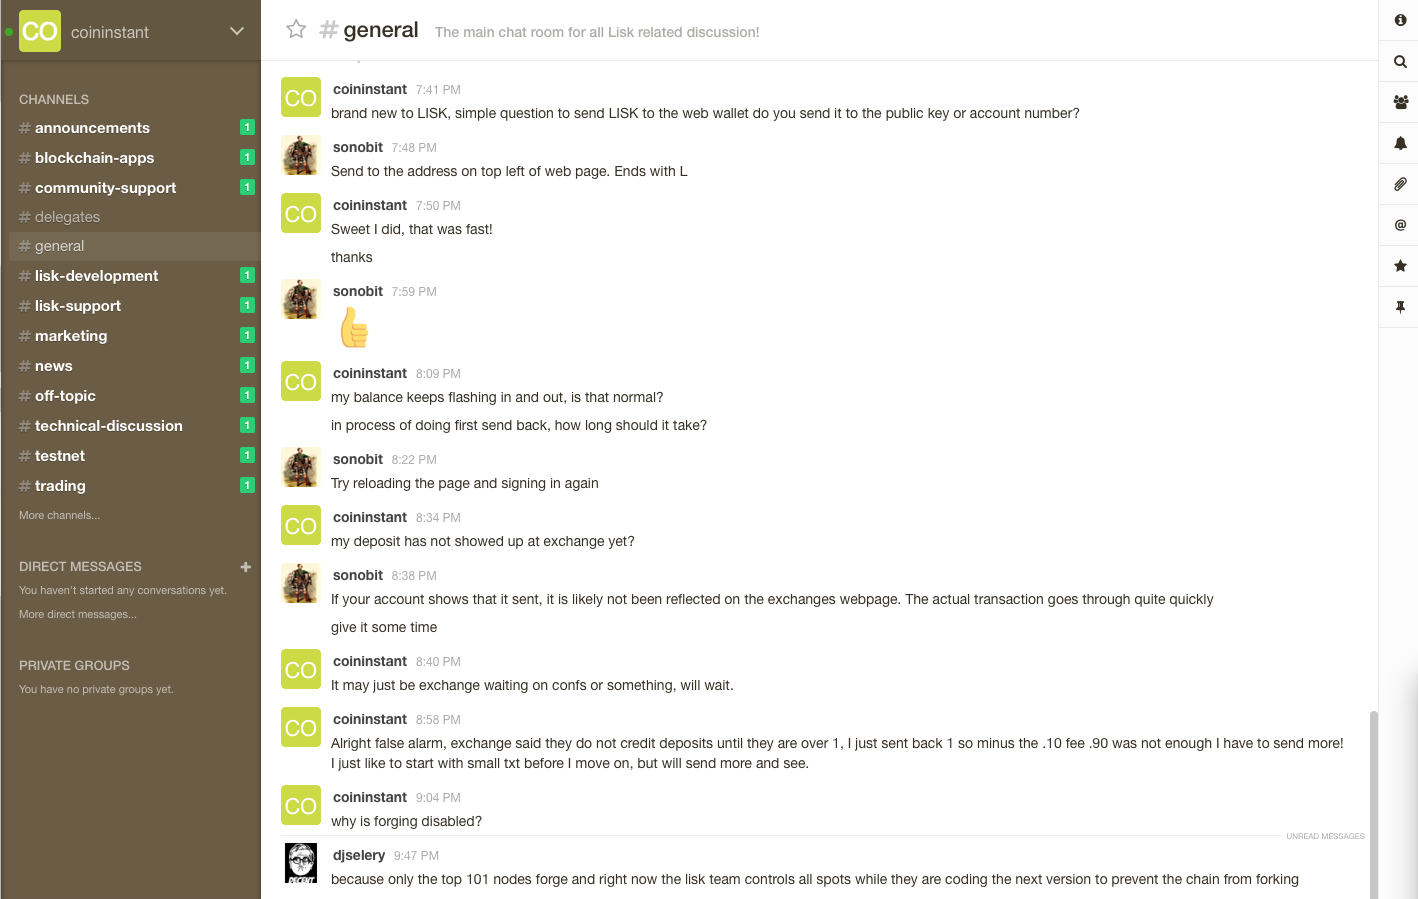 CO coininstant
CHANNELS
# announcements 1
# blockchain-apps 1
# community-support 1
# delegates
# general
# lisk-development 1
# lisk-support 1
# marketing 1
# news 1
# off-topic 1
# technical-discussion 1
# testnet 1
# trading 1
More channels...
DIRECT MESSAGES +
You haven't started any conversations yet.
More direct messages...
PRIVATE GROUPS
You have no private groups yet.
#general The main chat room for all Lisk related discussion!
CO coininstant 7:41 PM
brand new to LISK, simple question to send LISK to the web wallet do you send it to the public key or account number?
sonobit 7:48 PM
Send to the address on top left of web page. Ends with L
CO coininstant 7:50 PM
Sweet I did, that was fast!
thanks
sonobit 7:59 PM
CO coininstant 8:09 PM
my balance keeps flashing in and out, is that normal?
in process of doing first send back, how long should it take?
sonobit 8:22 PM
Try reloading the page and signing in again
CO coininstant 8:34 PM
my deposit has not showed up at exchange yet?
sonobit 8:38 PM
If your account shows that it sent, it is likely not been reflected on the exchanges webpage. The actual transaction goes through quite quickly
give it some time
CO coininstant 8:40 PM
It may just be exchange waiting on confs or something, will wait.
CO coininstant 8:58 PM
Alright false alarm, exchange said they do not credit deposits until they are over 1, I just sent back 1 so minus the .10 fee .90 was not enough I have to send more!
I just like to start with small txt before I move on, but will send more and see.
CO coininstant 9:04 PM
why is forging disabled?
UNREAD MESSAGES
djselery 9:47 PM
because only the top 101 nodes forge and right now the lisk team controls all spots while they are coding the next version to prevent the chain from forking
@